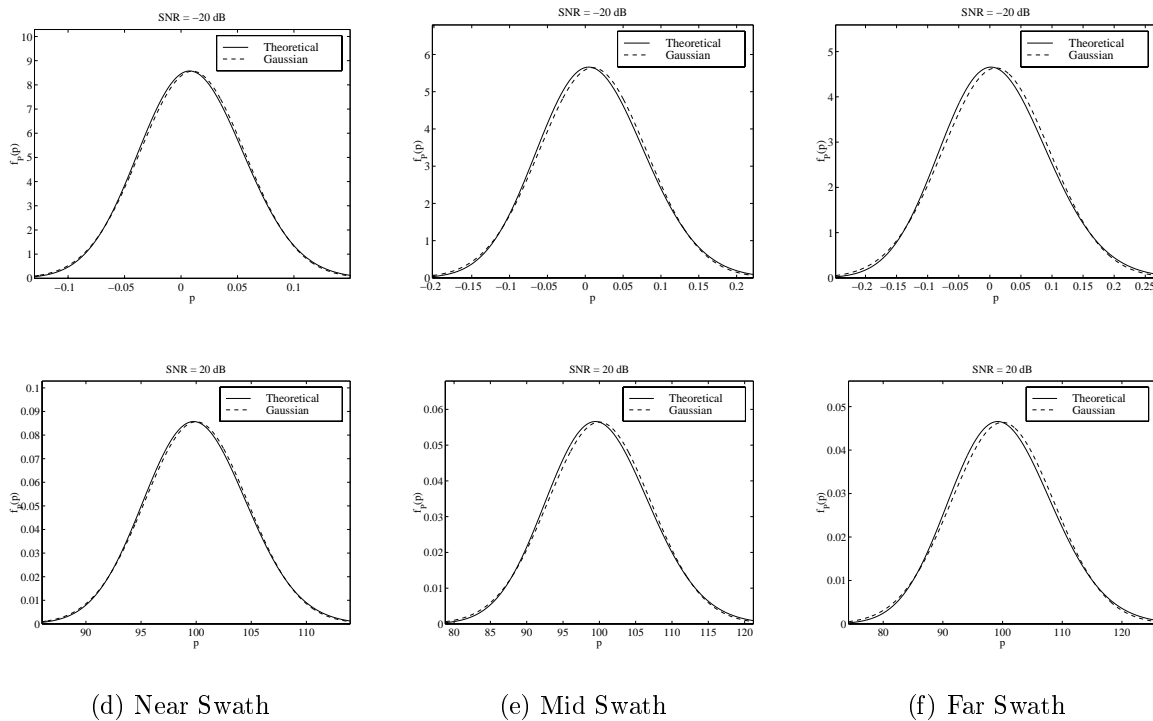 SNR = −20 dB
10
9
8
7
6
5
4
3
2
1
0
f_p(p)
Theoretical
Gaussian
−0.1
−0.05
0
0.05
0.1
p
SNR = −20 dB
6
5
4
3
2
1
0
f_p(p)
Theoretical
Gaussian
−0.2
−0.15
−0.1
−0.05
0
0.05
0.1
0.15
0.2
p
SNR = −20 dB
5
4
3
2
1
0
f_p(p)
Theoretical
Gaussian
−0.2
−0.15
−0.1
−0.05
0
0.05
0.1
0.15
0.2
0.25
p
SNR = 20 dB
0.1
0.09
0.08
0.07
0.06
0.05
0.04
0.03
0.02
0.01
0
f_p(p)
Theoretical
Gaussian
90
95
100
105
110
p
SNR = 20 dB
0.06
0.05
0.04
0.03
0.02
0.01
0
f_p(p)
Theoretical
Gaussian
80
85
90
95
100
105
110
115
120
p
SNR = 20 dB
0.05
0.04
0.03
0.02
0.01
0
f_p(p)
Theoretical
Gaussian
80
90
100
110
120
p
(d) Near Swath
(e) Mid Swath
(f) Far Swath